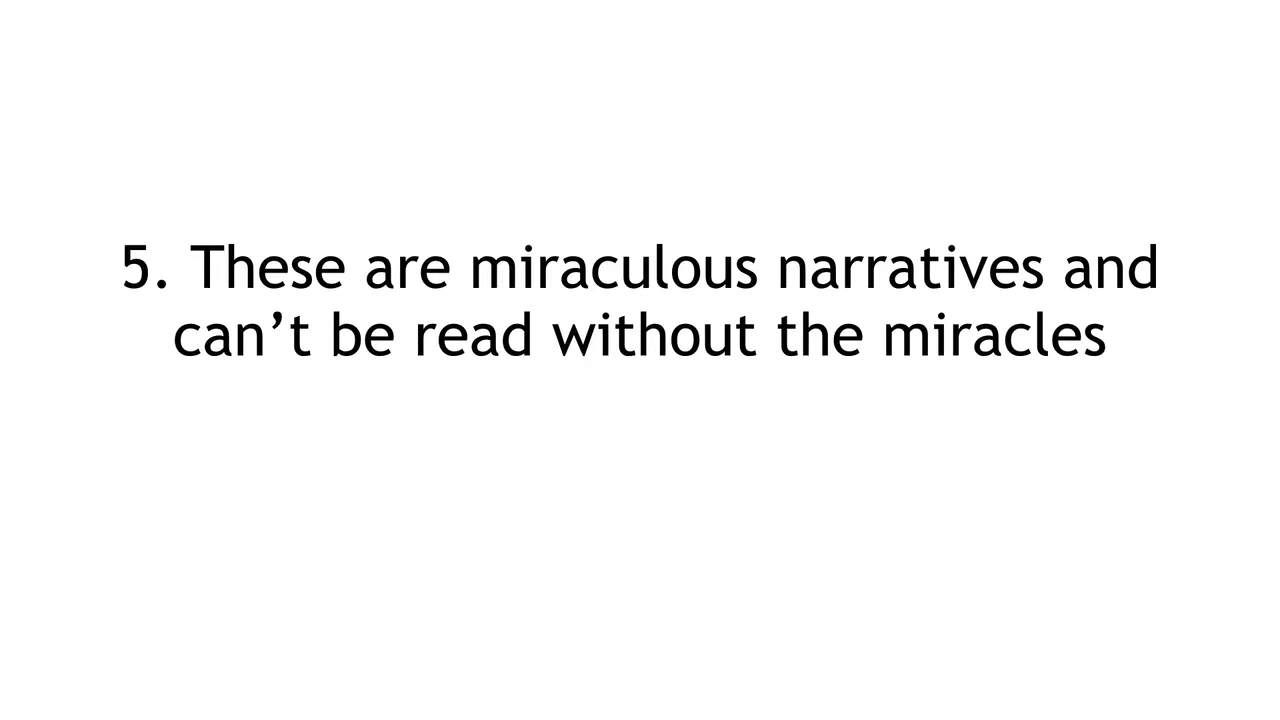 5. These are miraculous narratives and
can’t be read without the miracles